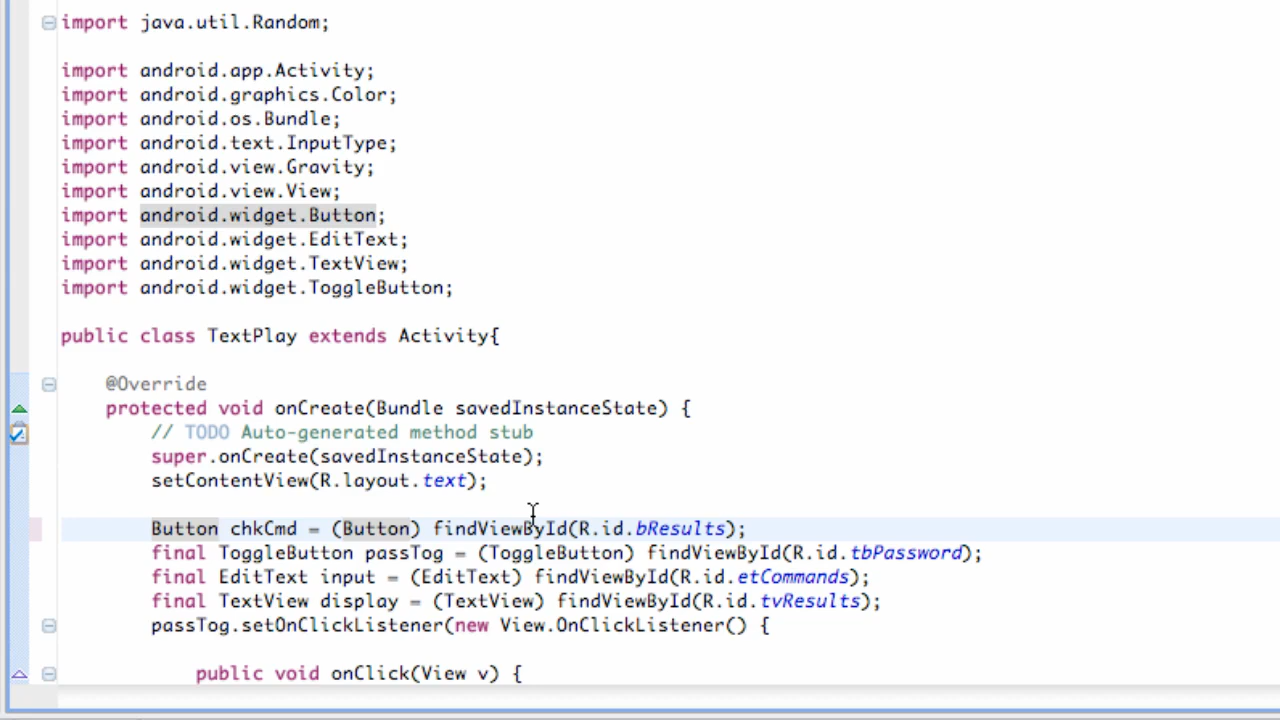 import java.util.Random;
import android.app.Activity;
import android.graphics.Color;
import android.os.Bundle;
import android.text.InputType;
import android.view.Gravity;
import android.view.View;
import android.widget.Button;
import android.widget.EditText;
import android.widget.TextView;
import android.widget.ToggleButton;
public class TextPlay extends Activity{
@Override
protected void onCreate(Bundle savedInstanceState) {
// TODO Auto-generated method stub
super.onCreate(savedInstanceState);
setContentView(R.layout.text);
Button chkCmd = (Button) findViewById(R.id.bResults);
final ToggleButton passTog = (ToggleButton) findViewById(R.id.tbPassword);
final EditText input = (EditText) findViewById(R.id.etCommands);
final TextView display = (TextView) findViewById(R.id.tvResults);
passTog.setOnClickListener(new View.OnClickListener() {
public void onClick(View v) {